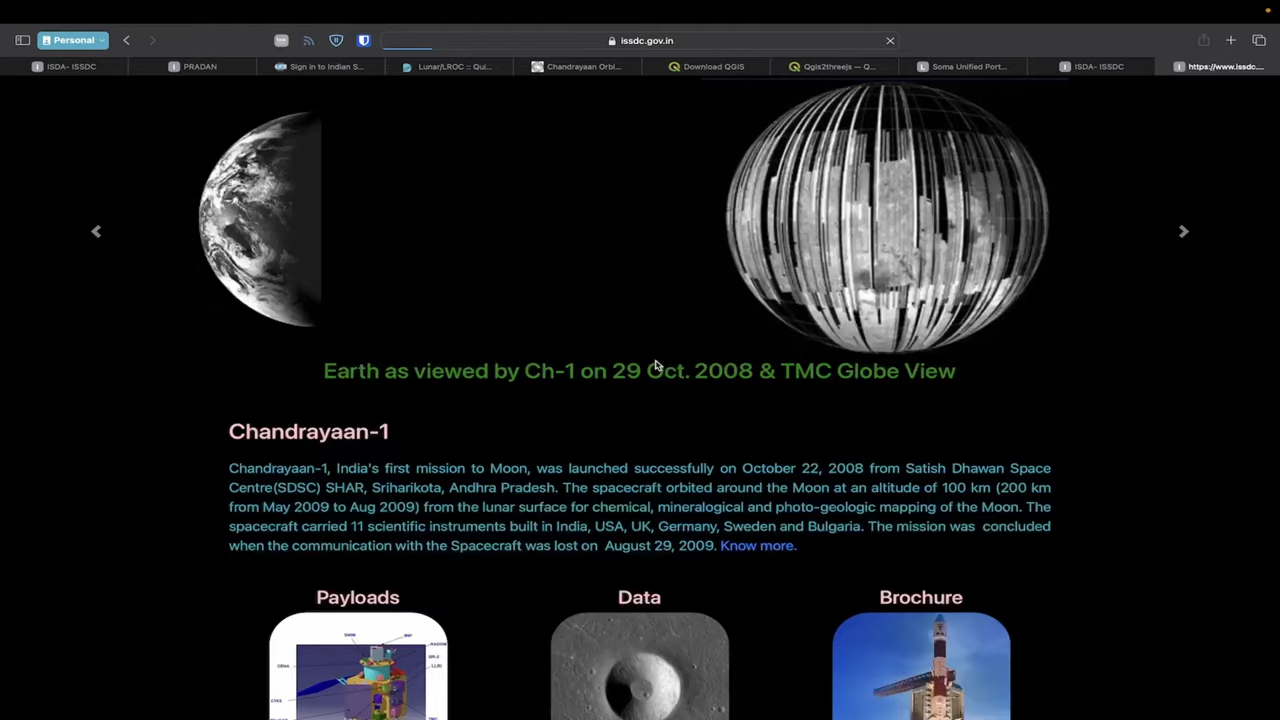 Personal
issdc.gov.in
ISDA- ISSDC
PRADAN
Sign in to Indian S...
Lunar/LROC :: Qui...
Chandrayaan Orbi...
Download QGIS
Qgis2threejs — Q...
Soma Unified Port...
ISDA- ISSDC
https://www.issdc....
Earth as viewed by Ch-1 on 29 Oct. 2008 & TMC Globe View
Chandrayaan-1
Chandrayaan-1, India's first mission to Moon, was launched successfully on October 22, 2008 from Satish Dhawan Space
Centre(SDSC) SHAR, Sriharikota, Andhra Pradesh. The spacecraft orbited around the Moon at an altitude of 100 km (200 km
from May 2009 to Aug 2009) from the lunar surface for chemical, mineralogical and photo-geologic mapping of the Moon. The
spacecraft carried 11 scientific instruments built in India, USA, UK, Germany, Sweden and Bulgaria. The mission was concluded
when the communication with the Spacecraft was lost on August 29, 2009. Know more.
Payloads
Data
Brochure